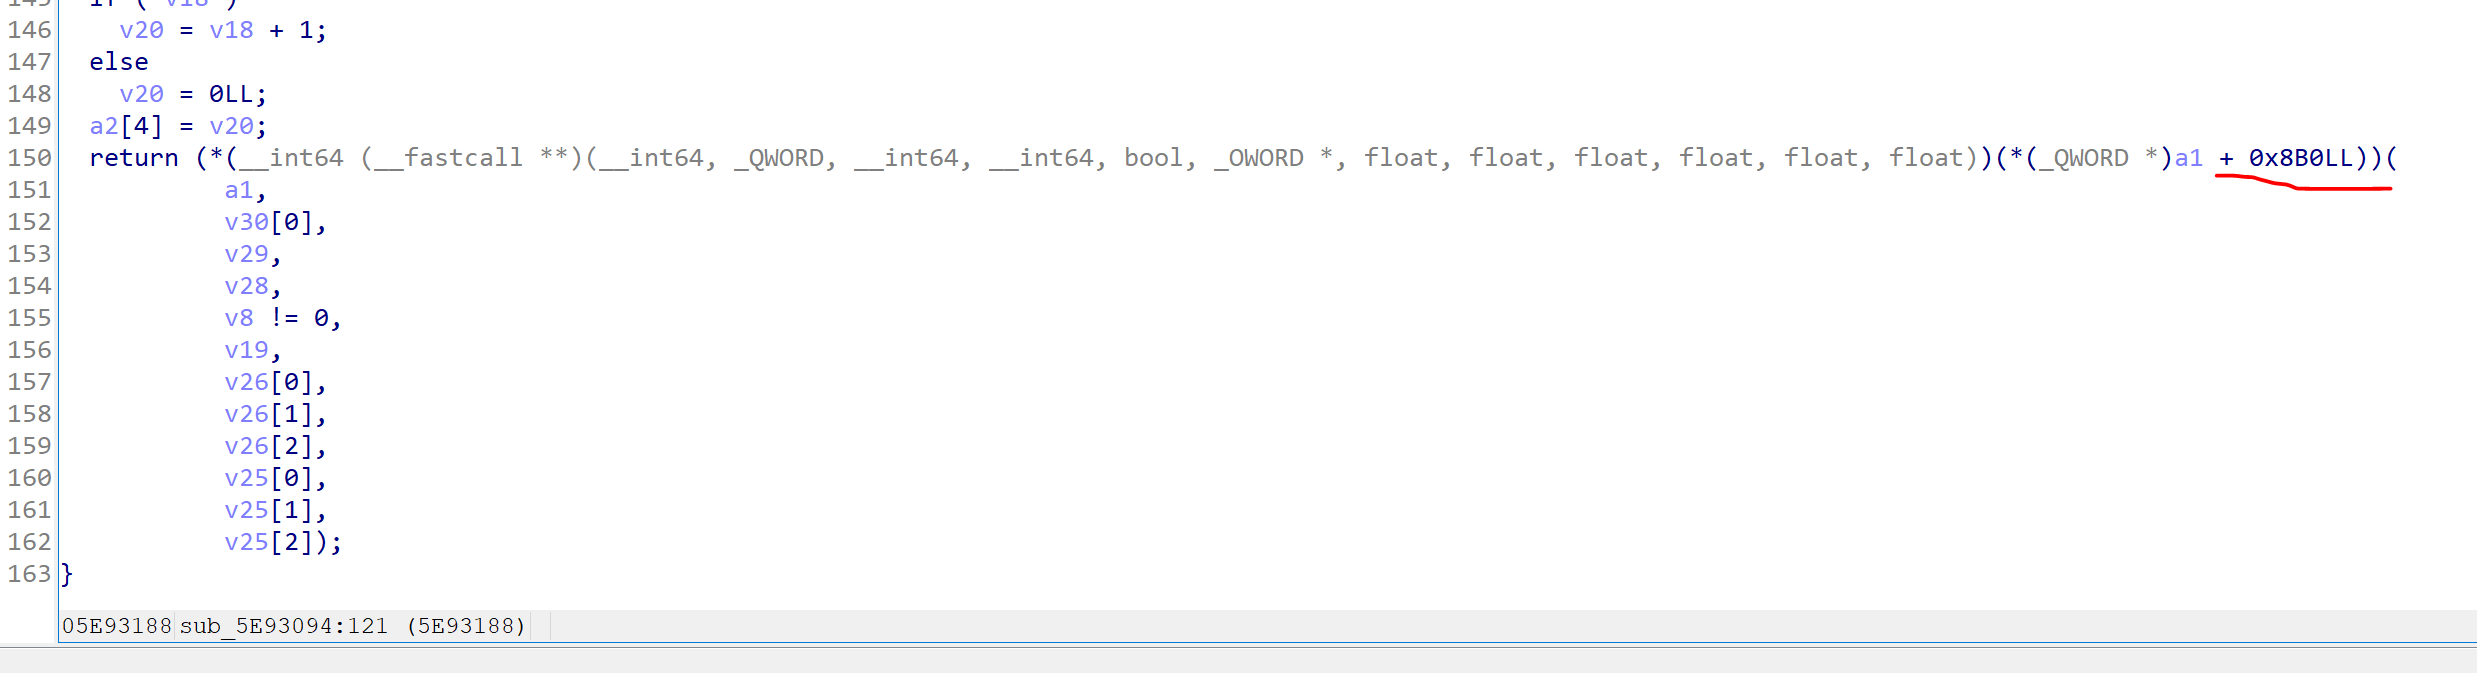 146 v20 = v18 + 1;
147 else
148 v20 = 0LL;
149 a2[4] = v20;
150 return (*(__int64 (__fastcall **)(__int64, _QWORD, __int64, __int64, bool, _OWORD *, float, float, float, float, float, float))(*(_QWORD *)a1 + 0x8B0LL))(
151 a1,
152 v30[0],
153 v29,
154 v28,
155 v8 != 0,
156 v19,
157 v26[0],
158 v26[1],
159 v26[2],
160 v25[0],
161 v25[1],
162 v25[2]);
163 }
05E93188 sub_5E93094:121 (5E93188)